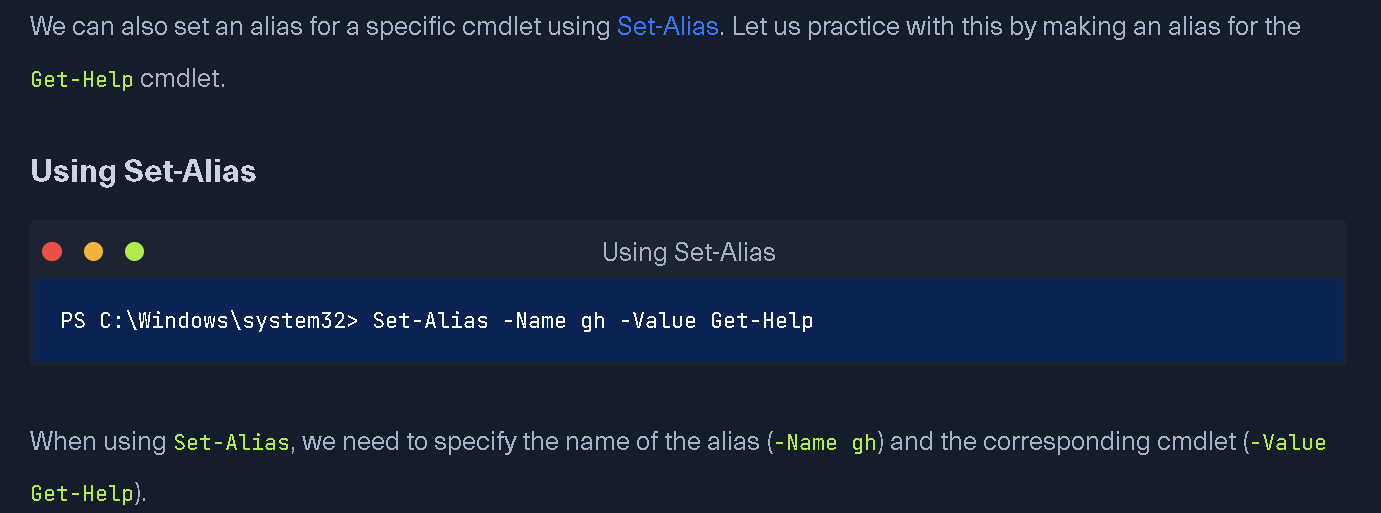 We can also set an alias for a specific cmdlet using Set-Alias. Let us practice with this by making an alias for the
Get-Help cmdlet.
Using Set-Alias
Using Set-Alias
PS C:\Windows\system32> Set-Alias -Name gh -Value Get-Help
When using Set-Alias, we need to specify the name of the alias (-Name gh) and the corresponding cmdlet (-Value
Get-Help).